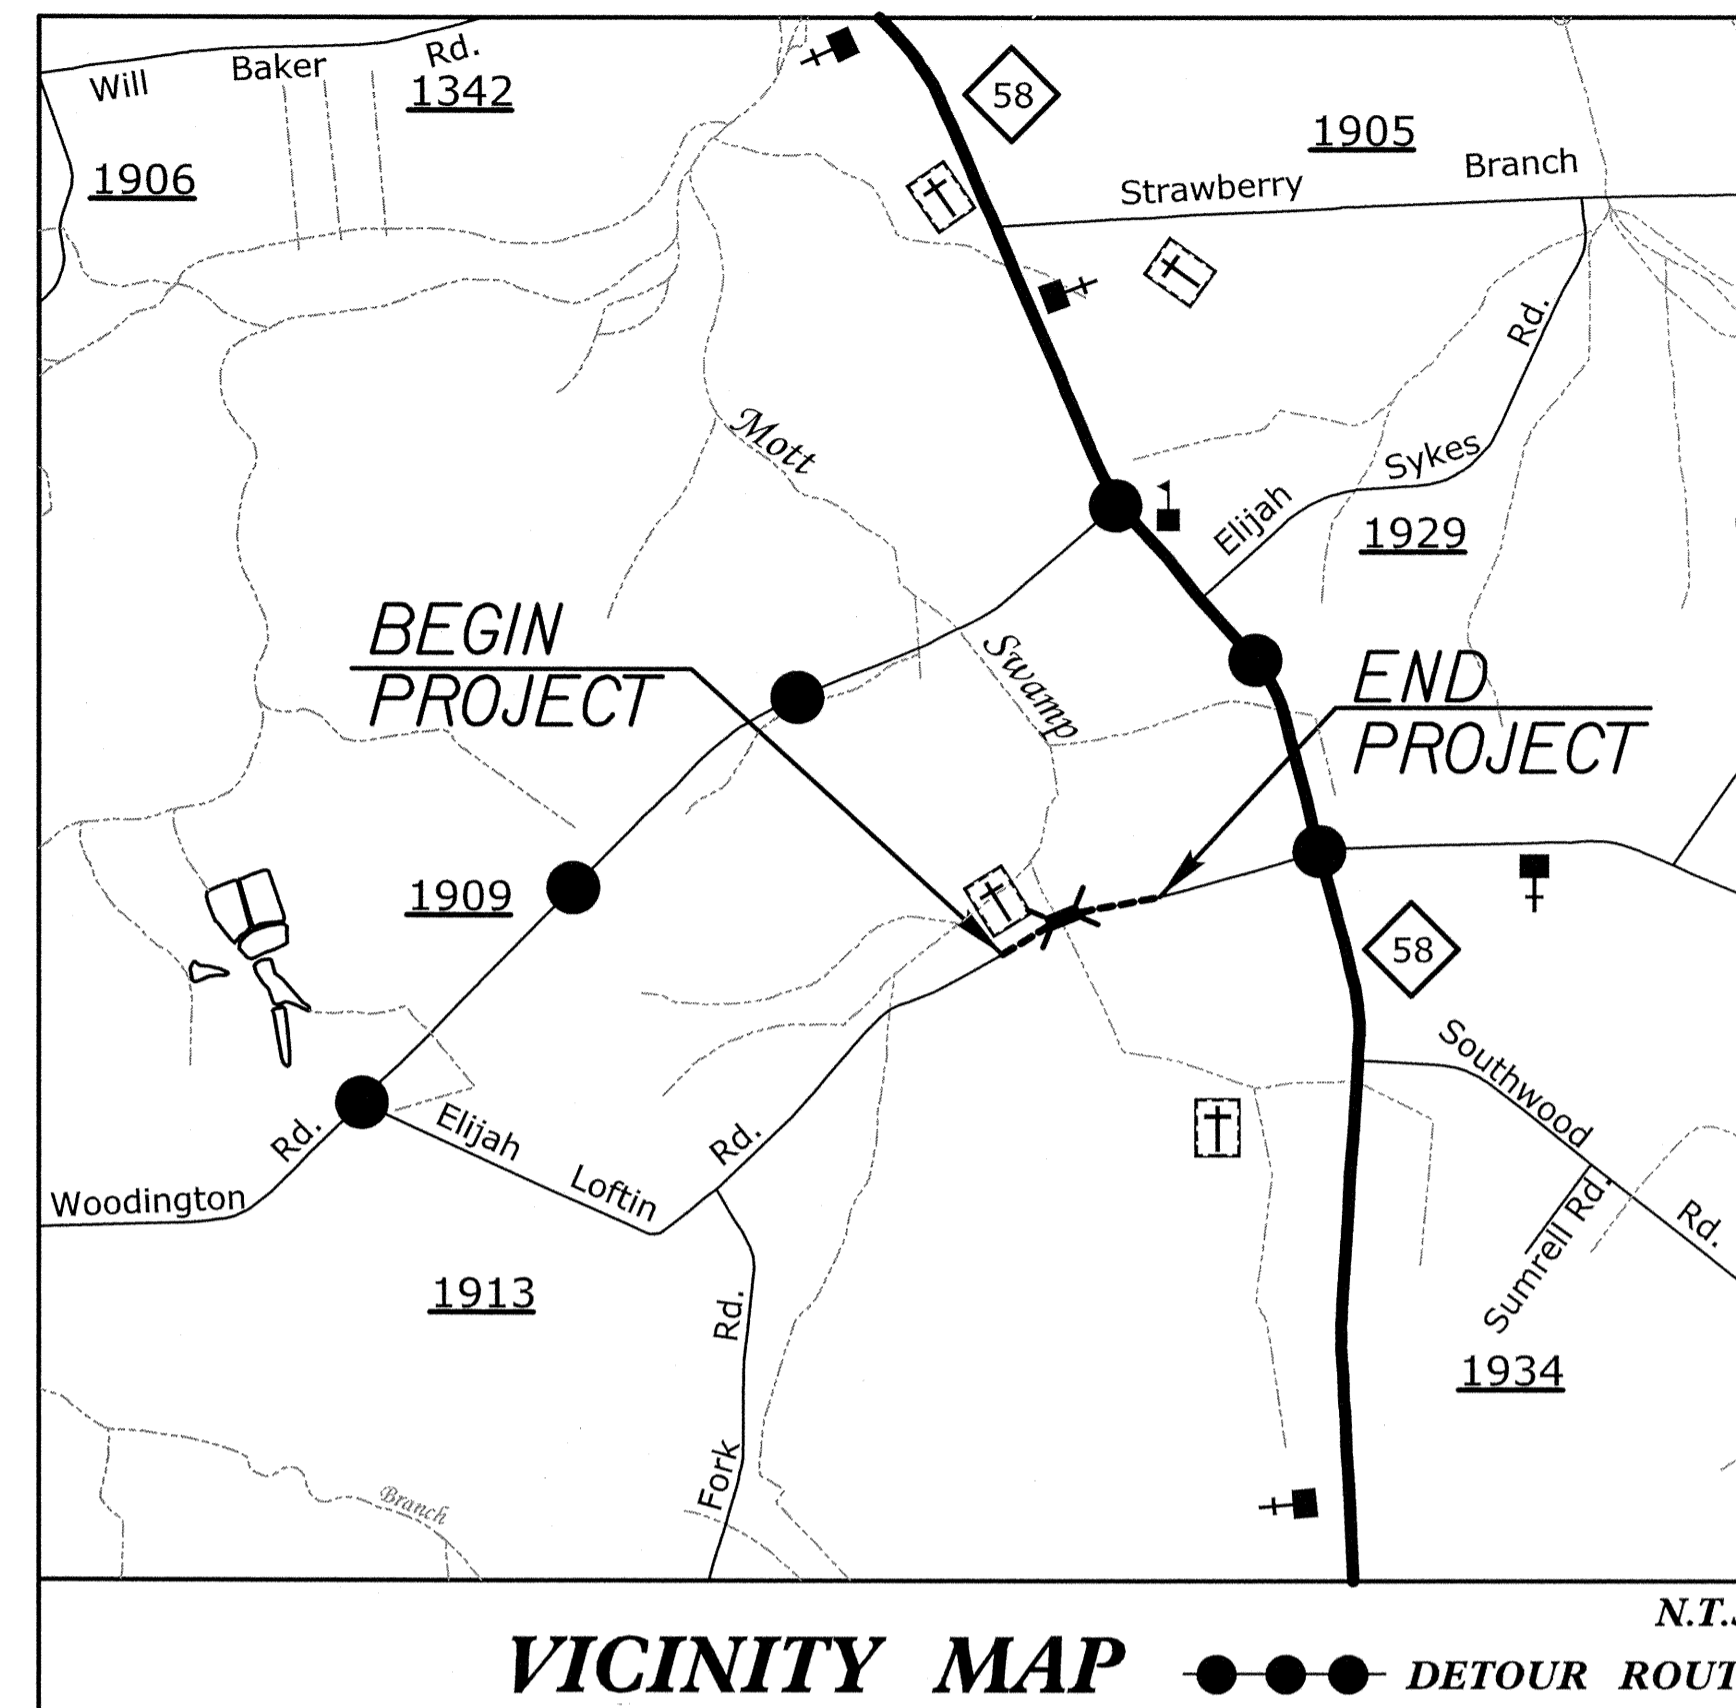 Will Baker Rd.
1342
58
1905
1906
Strawberry Branch
Rd.
Mott
Sykes
Elijah
1929
BEGIN
PROJECT
Swamp
END
PROJECT
1909
58
Southwood
Rd.
Elijah
Rd.
Woodington
Loftin
Rd.
Sumrell Rd.
Rd.
1913
Rd.
1934
Fork
Branch
N.T.
VICINITY MAP
DETOUR ROUT